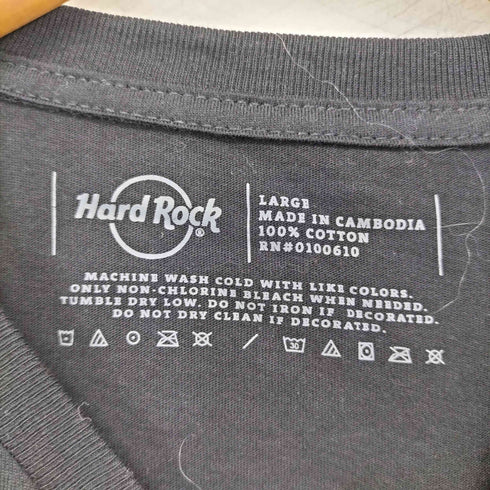 Hard Rock®
LARGE
MADE IN CAMBODIA
100% COTTON
RN#0100610
MACHINE WASH COLD WITH LIKE COLORS.
ONLY NON-CHLORINE BLEACH WHEN NEEDED.
TUMBLE DRY LOW. DO NOT IRON IF DECORATED.
DO NOT DRY CLEAN IF DECORATED.
30